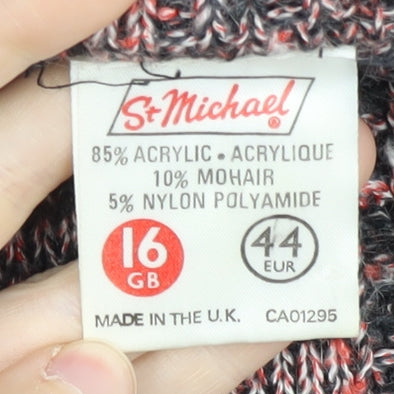 St Michael ®
85% ACRYLIC • ACRYLIQUE
10% MOHAIR
5% NYLON POLYAMIDE
16
GB
44
EUR
MADE IN THE U.K. CA01295